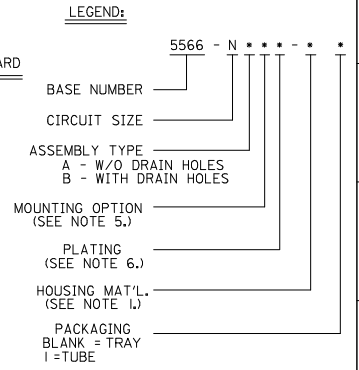 LEGEND:
5566 - N * * * - * *
ARD
BASE NUMBER
CIRCUIT SIZE
ASSEMBLY TYPE
A - W/O DRAIN HOLES
B - WITH DRAIN HOLES
MOUNTING OPTION
(SEE NOTE 5.)
PLATING
(SEE NOTE 6.)
HOUSING MAT'L.
(SEE NOTE 1.)
PACKAGING
BLANK = TRAY
1 = TUBE